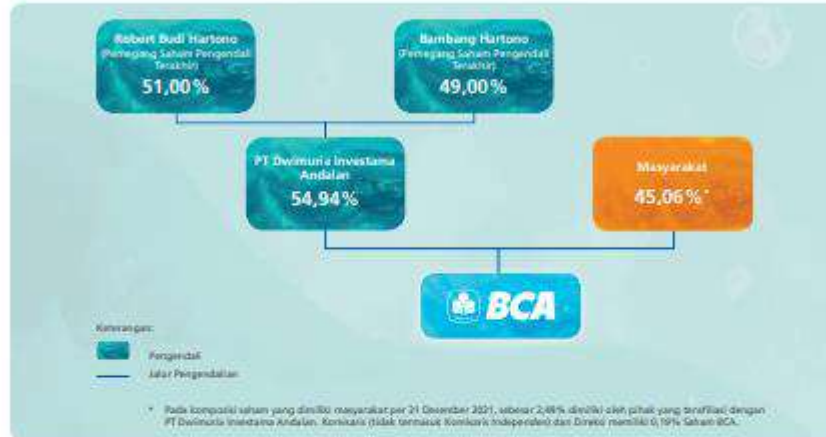 Robert Budi Hartono
(Pemegang Saham Pengendali
Terakhir)
51,00%
Bambang Hartono
(Pemegang Saham Pengendali
Terakhir)
49,00%
PT Dwimuria Investama
Andalan
54,94%
Masyarakat
45,06%*
BCA
Keterangan:
Pengendali
Jalur Pengendalian
* Pada komposisi saham yang dimiliki masyarakat per 31 Desember 2021, sebesar 2,49% dimiliki oleh pihak yang terafiliasi dengan
PT Dwimuria Investama Andalan. Komisaris (tidak termasuk Komisaris Independen) dan Direksi memiliki 0,19% Saham BCA.